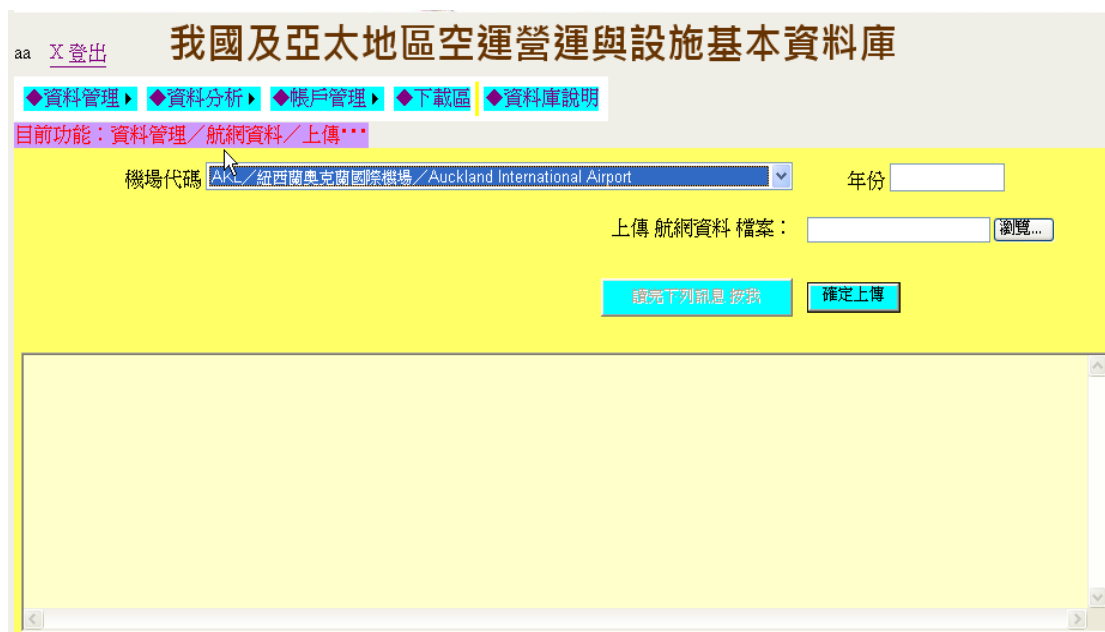 aa X 登出 我國及亞太地區空運營運與設施基本資料庫
◆資料管理 ◆資料分析 ◆帳戶管理 ◆下載區 ◆資料庫說明
目前功能：資料管理／航網資料／上傳‧‧‧
機場代碼 AKL／紐西蘭奧克蘭國際機場／Auckland International Airport 年份
上傳 航網資料 檔案： 瀏覽...
讀完下列訊息 按我 確定上傳